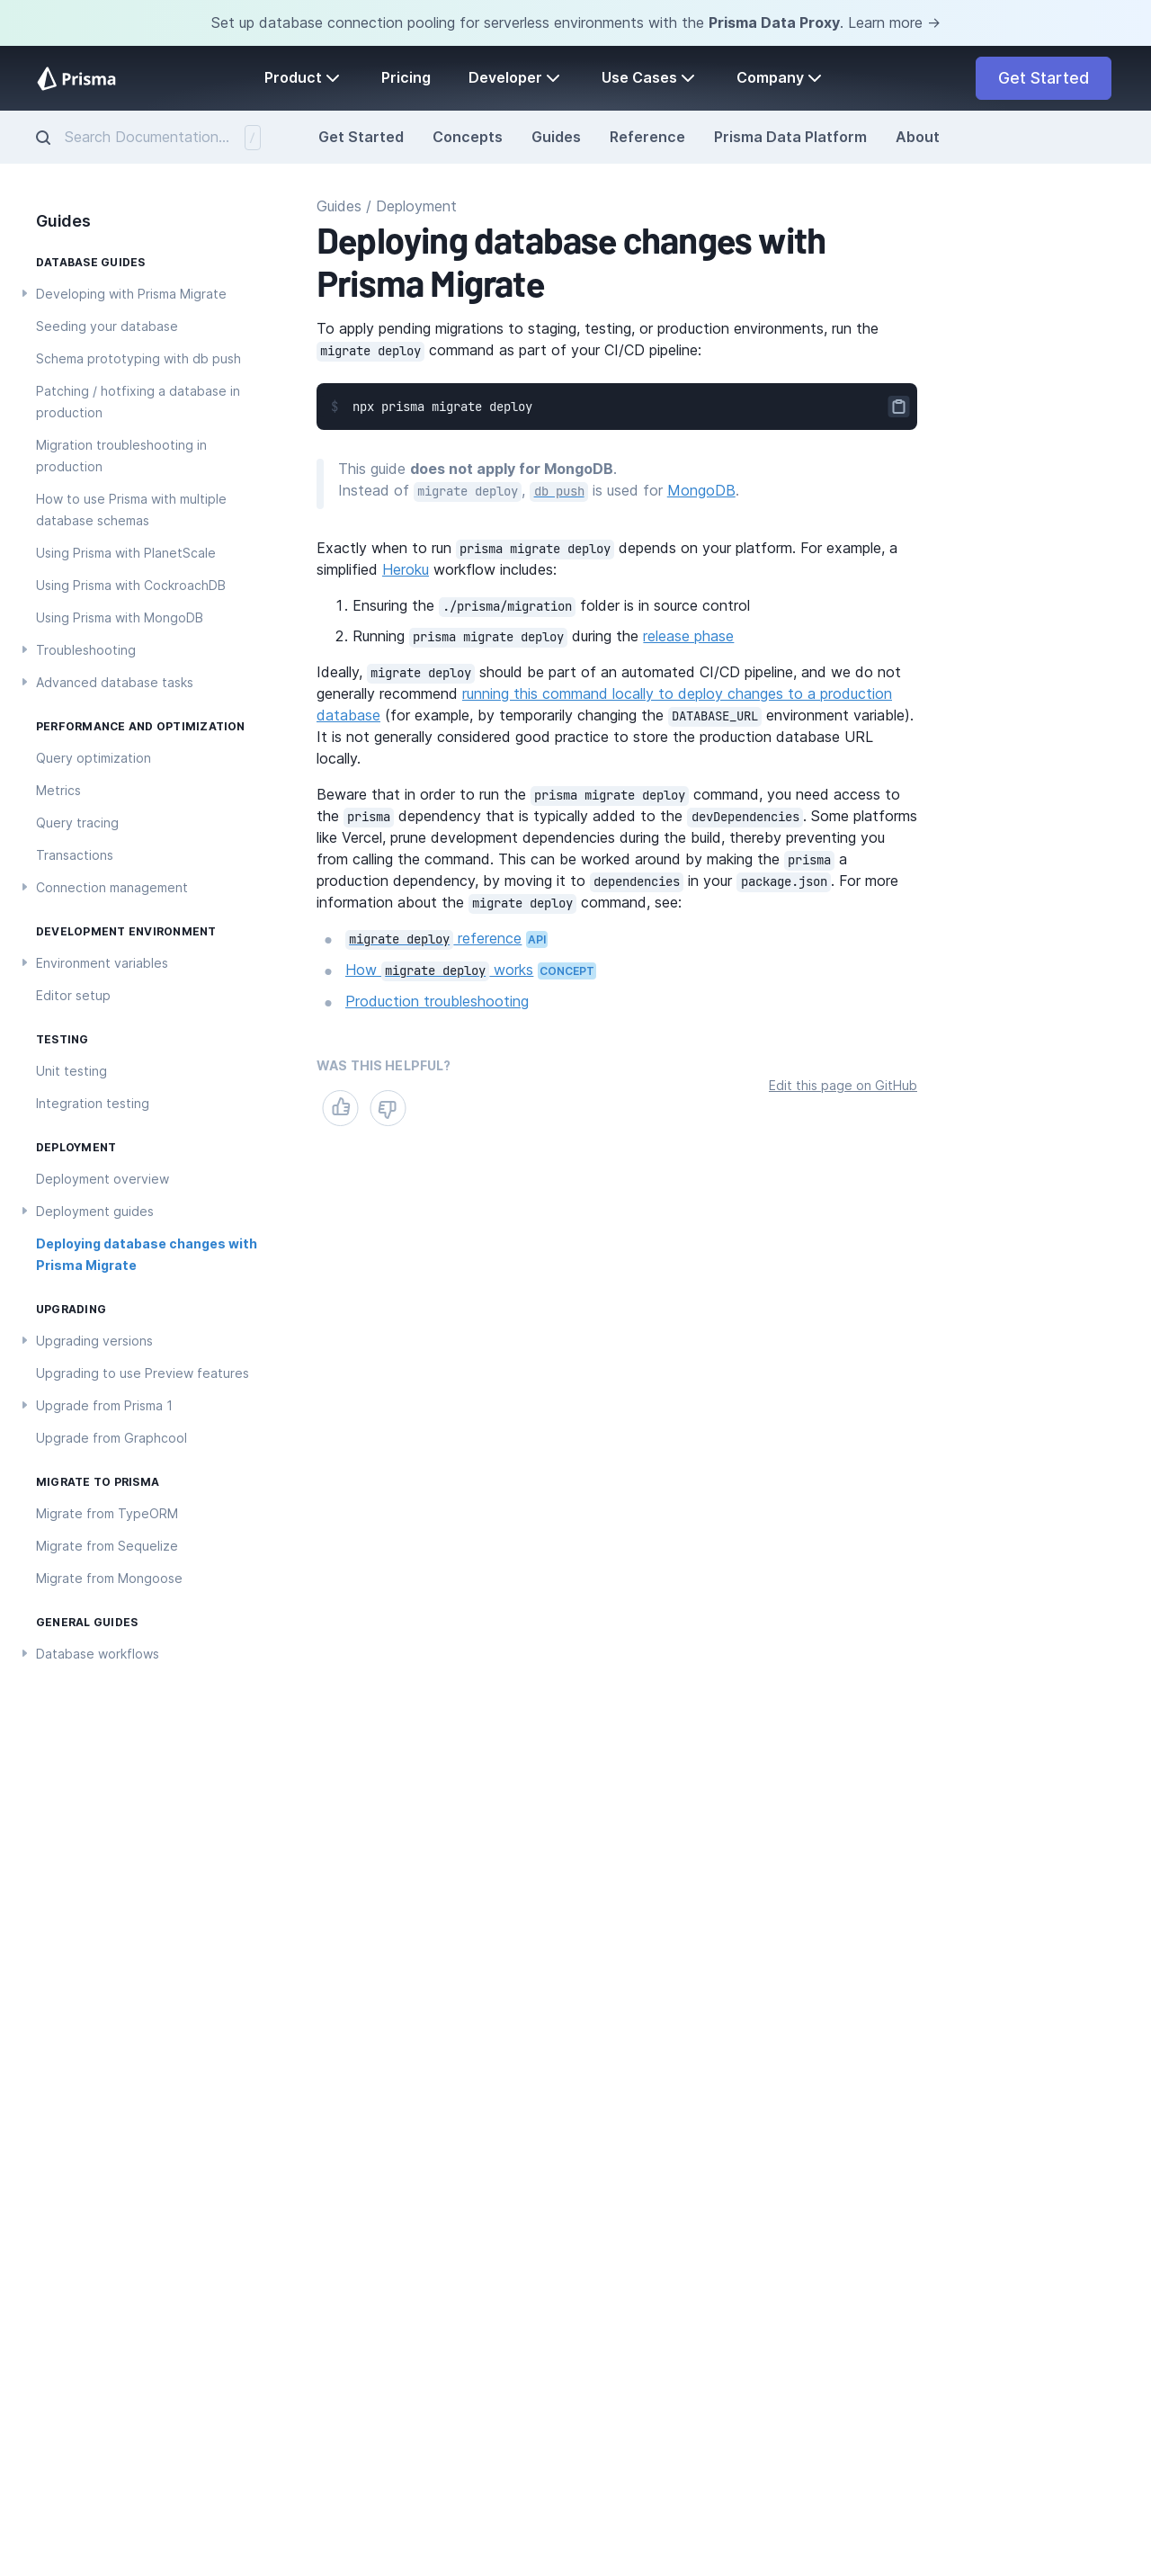 Set up database connection pooling for serverless environments with the Prisma Data Proxy. Learn more →
Prisma
Product
Pricing
Developer
Use Cases
Company
Get Started
Search Documentation...
/
Get Started
Concepts
Guides
Reference
Prisma Data Platform
About
Guides
DATABASE GUIDES
Developing with Prisma Migrate
Seeding your database
Schema prototyping with db push
Patching / hotfixing a database in
production
Migration troubleshooting in
production
How to use Prisma with multiple
database schemas
Using Prisma with PlanetScale
Using Prisma with CockroachDB
Using Prisma with MongoDB
Troubleshooting
Advanced database tasks
PERFORMANCE AND OPTIMIZATION
Query optimization
Metrics
Query tracing
Transactions
Connection management
DEVELOPMENT ENVIRONMENT
Environment variables
Editor setup
TESTING
Unit testing
Integration testing
DEPLOYMENT
Deployment overview
Deployment guides
Deploying database changes with
Prisma Migrate
UPGRADING
Upgrading versions
Upgrading to use Preview features
Upgrade from Prisma 1
Upgrade from Graphcool
MIGRATE TO PRISMA
Migrate from TypeORM
Migrate from Sequelize
Migrate from Mongoose
GENERAL GUIDES
Database workflows
Guides / Deployment
Deploying database changes with
Prisma Migrate
To apply pending migrations to staging, testing, or production environments, run the
migrate deploy command as part of your CI/CD pipeline:
$ npx prisma migrate deploy
This guide does not apply for MongoDB.
Instead of migrate deploy, db push is used for MongoDB.
Exactly when to run prisma migrate deploy depends on your platform. For example, a
simplified Heroku workflow includes:
1. Ensuring the ./prisma/migration folder is in source control
2. Running prisma migrate deploy during the release phase
Ideally, migrate deploy should be part of an automated CI/CD pipeline, and we do not
generally recommend running this command locally to deploy changes to a production
database (for example, by temporarily changing the DATABASE_URL environment variable).
It is not generally considered good practice to store the production database URL
locally.
Beware that in order to run the prisma migrate deploy command, you need access to
the prisma dependency that is typically added to the devDependencies. Some platforms
like Vercel, prune development dependencies during the build, thereby preventing you
from calling the command. This can be worked around by making the prisma a
production dependency, by moving it to dependencies in your package.json. For more
information about the migrate deploy command, see:
migrate deploy reference API
How migrate deploy works CONCEPT
Production troubleshooting
WAS THIS HELPFUL?
Edit this page on GitHub